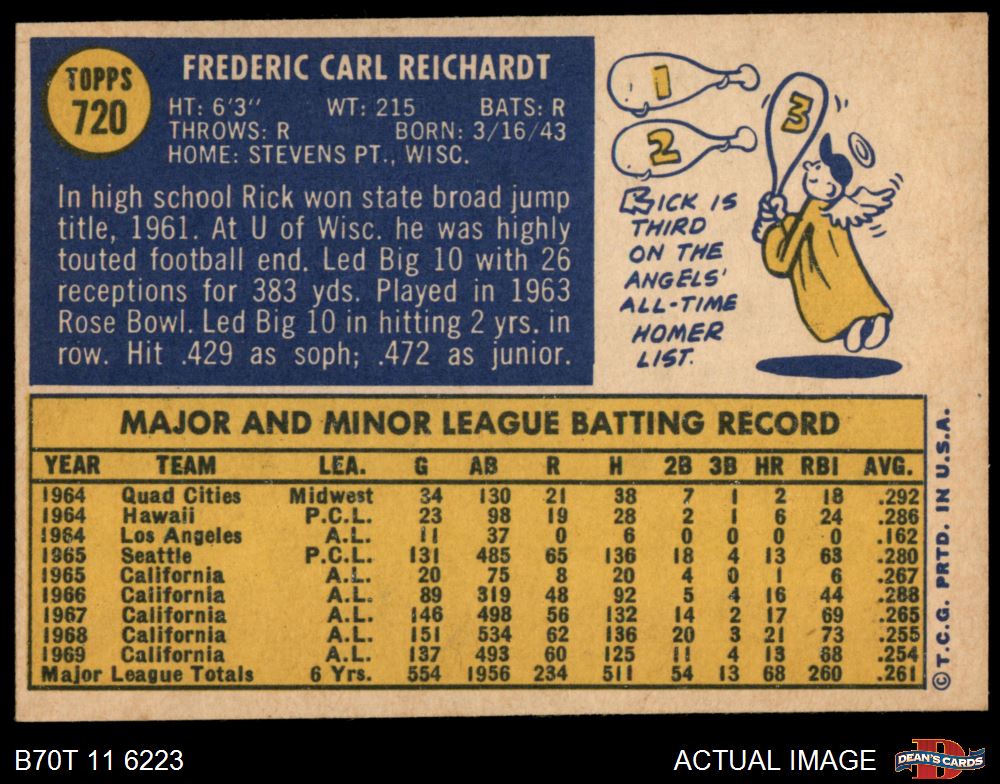 TOPPS
720
FREDERIC CARL REICHARDT
HT: 6'3" WT: 215 BATS: R
THROWS: R BORN: 3/16/43
HOME: STEVENS PT., WISC.
In high school Rick won state broad jump
title, 1961. At U of Wisc. he was highly
touted football end. Led Big 10 with 26
receptions for 383 yds. Played in 1963
Rose Bowl. Led Big 10 in hitting 2 yrs. in
row. Hit .429 as soph; .472 as junior.
1
2
3
RICK IS
THIRD
ON THE
ANGELS'
ALL-TIME
HOMER
LIST.
MAJOR AND MINOR LEAGUE BATTING RECORD
YEAR TEAM LEA. G AB R H 2B 3B HR RBI AVG.
1964 Quad Cities Midwest 34 130 21 38 7 1 2 18 .292
1964 Hawaii P.C.L. 23 98 19 28 2 1 6 24 .286
1964 Los Angeles A.L. 11 37 0 6 0 0 0 0 .162
1965 Seattle P.C.L. 131 485 65 136 18 4 13 63 .280
1965 California A.L. 20 75 8 20 4 0 1 6 .267
1966 California A.L. 89 319 48 92 5 4 16 44 .288
1967 California A.L. 146 498 56 132 14 2 17 69 .265
1968 California A.L. 151 534 62 136 20 3 21 73 .255
1969 California A.L. 137 493 60 125 11 4 13 68 .254
Major League Totals 6 Yrs. 554 1956 234 511 54 13 68 260 .261
© T.C.G. PRTD. IN U.S.A.
B70T 11 6223
ACTUAL IMAGE
D
DEAN'S CARDS